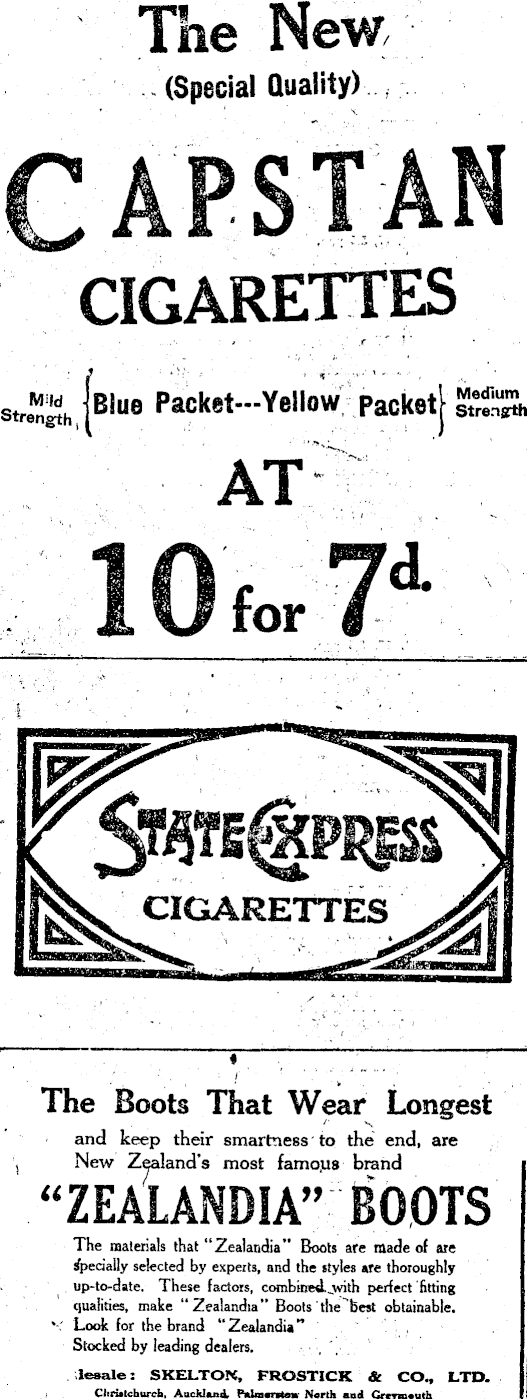 The New
(Special Quality)
CAPSTAN
CIGARETTES
Mild Strength { Blue Packet---Yellow Packet } Medium Strength
AT
10 for 7d.
STATE EXPRESS
CIGARETTES
The Boots That Wear Longest
and keep their smartness to the end, are
New Zealand's most famous brand
"ZEALANDIA" BOOTS
The materials that "Zealandia" Boots are made of are
specially selected by experts, and the styles are thoroughly
up-to-date. These factors, combined with perfect fitting
qualities, make "Zealandia" Boots the best obtainable.
Look for the brand "Zealandia"
Stocked by leading dealers.
lesale: SKELTON, FROSTICK & CO., LTD.
Christchurch, Auckland, Palmerston North and Greymouth